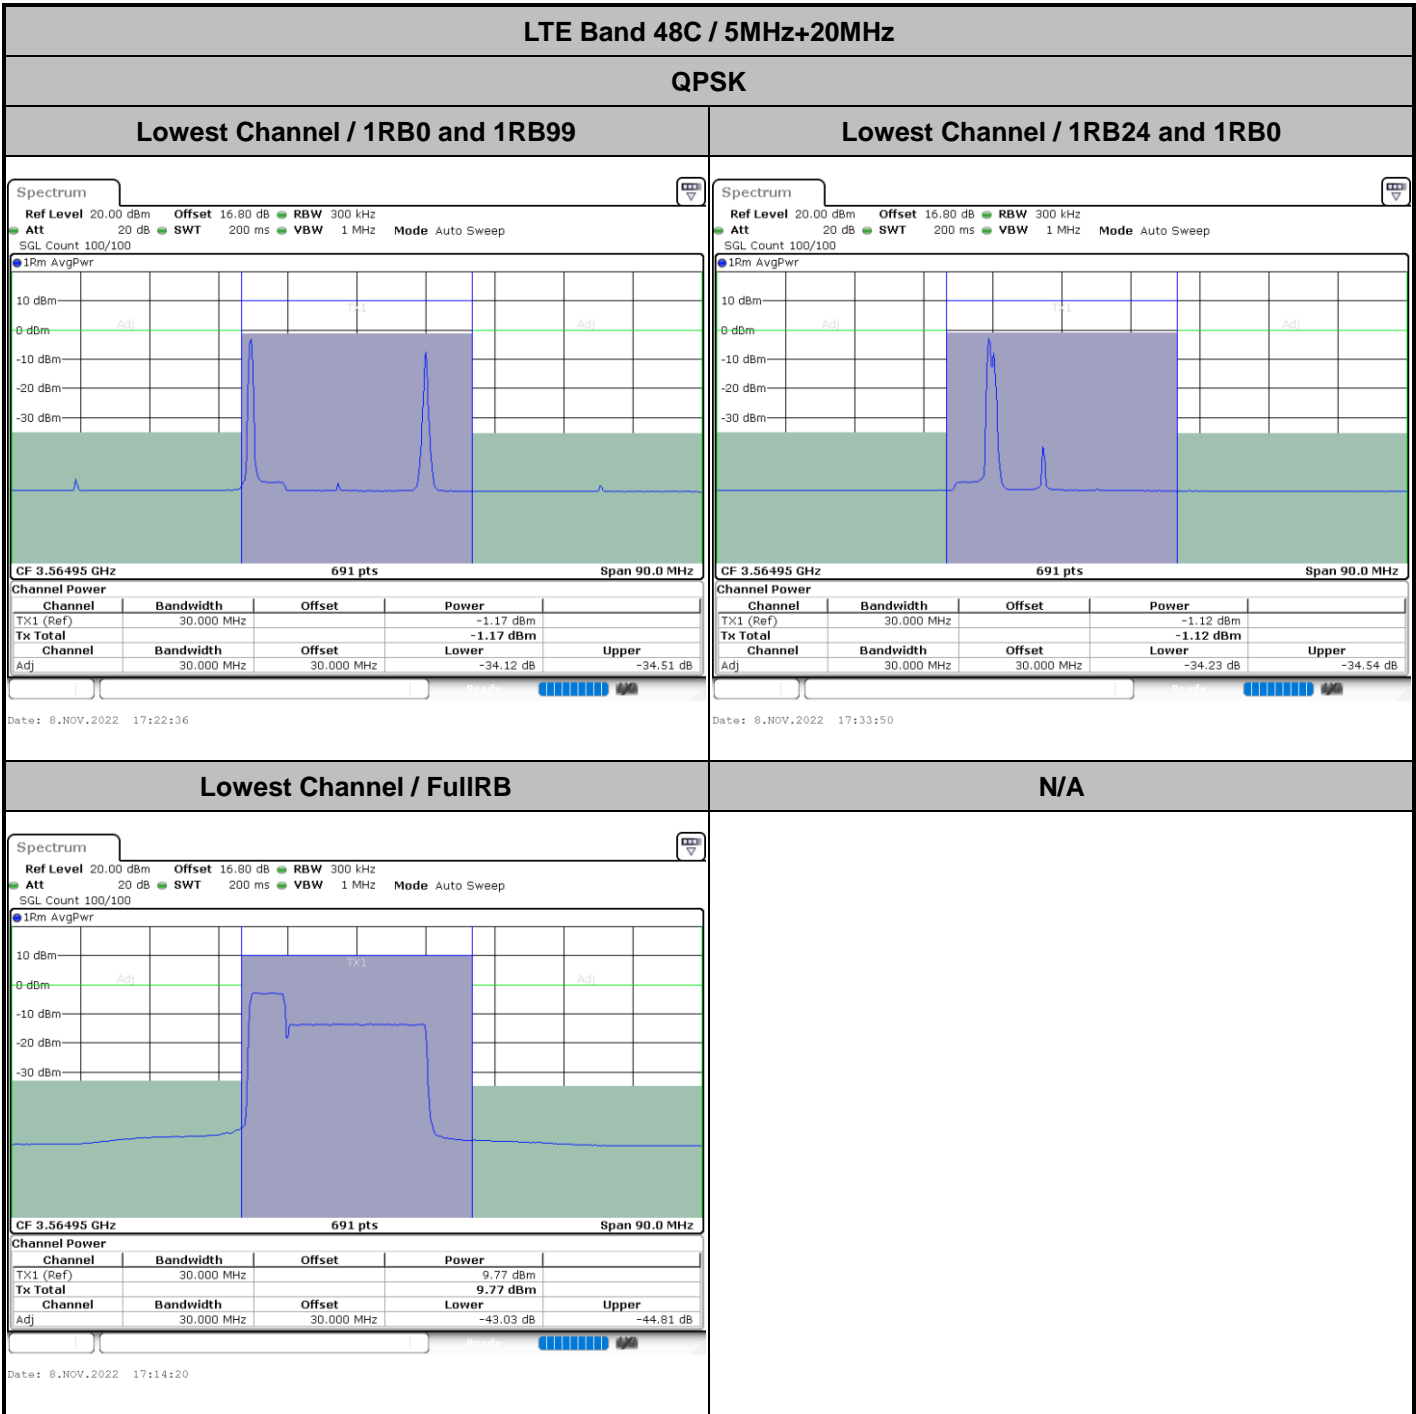 LTE Band 48C / 5MHz+20MHz
QPSK
Lowest Channel / 1RB0 and 1RB99
Lowest Channel / 1RB24 and 1RB0
Spectrum
Ref Level 20.00 dBm Offset 16.80 dB RBW 300 kHz
Att 20 dB SWT 200 ms VBW 1 MHz Mode Auto Sweep
SGL Count 100/100
1Rm AvgPwr
TX1
10 dBm
Adj
Adj
0 dBm
-10 dBm
-20 dBm
-30 dBm
CF 3.56495 GHz 691 pts Span 90.0 MHz
Channel Power
Channel Bandwidth Offset Power
TX1 (Ref) 30.000 MHz -1.17 dBm
Tx Total -1.17 dBm
Channel Bandwidth Offset Lower Upper
Adj 30.000 MHz 30.000 MHz -34.12 dB -34.51 dB
Ready
Date: 8.NOV.2022 17:22:36
Spectrum
Ref Level 20.00 dBm Offset 16.80 dB RBW 300 kHz
Att 20 dB SWT 200 ms VBW 1 MHz Mode Auto Sweep
SGL Count 100/100
1Rm AvgPwr
TX1
10 dBm
Adj
Adj
0 dBm
-10 dBm
-20 dBm
-30 dBm
CF 3.56495 GHz 691 pts Span 90.0 MHz
Channel Power
Channel Bandwidth Offset Power
TX1 (Ref) 30.000 MHz -1.12 dBm
Tx Total -1.12 dBm
Channel Bandwidth Offset Lower Upper
Adj 30.000 MHz 30.000 MHz -34.23 dB -34.54 dB
Ready
Date: 8.NOV.2022 17:33:50
Lowest Channel / FullRB
N/A
Spectrum
Ref Level 20.00 dBm Offset 16.80 dB RBW 300 kHz
Att 20 dB SWT 200 ms VBW 1 MHz Mode Auto Sweep
SGL Count 100/100
1Rm AvgPwr
10 dBm
TX1
Adj
Adj
0 dBm
-10 dBm
-20 dBm
-30 dBm
CF 3.56495 GHz 691 pts Span 90.0 MHz
Channel Power
Channel Bandwidth Offset Power
TX1 (Ref) 30.000 MHz 9.77 dBm
Tx Total 9.77 dBm
Channel Bandwidth Offset Lower Upper
Adj 30.000 MHz 30.000 MHz -43.03 dB -44.81 dB
Ready
Date: 8.NOV.2022 17:14:20